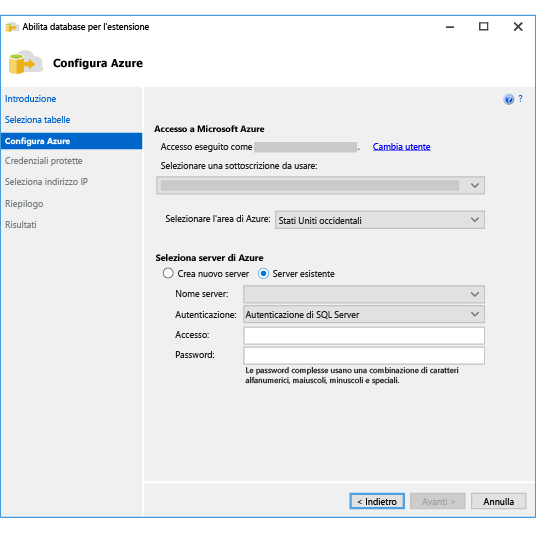 Abilita database per l'estensione
Configura Azure
Introduzione
Seleziona tabelle
Configura Azure
Credenziali protette
Seleziona indirizzo IP
Riepilogo
Risultati
?
Accesso a Microsoft Azure
Accesso eseguito come . Cambia utente
Selezionare una sottoscrizione da usare:
Selezionare l'area di Azure: Stati Uniti occidentali
Seleziona server di Azure
Crea nuovo server Server esistente
Nome server:
Autenticazione: Autenticazione di SQL Server
Accesso:
Password:
Le password complesse usano una combinazione di caratteri
alfanumerici, maiuscoli, minuscoli e speciali.
< Indietro Avanti > Annulla